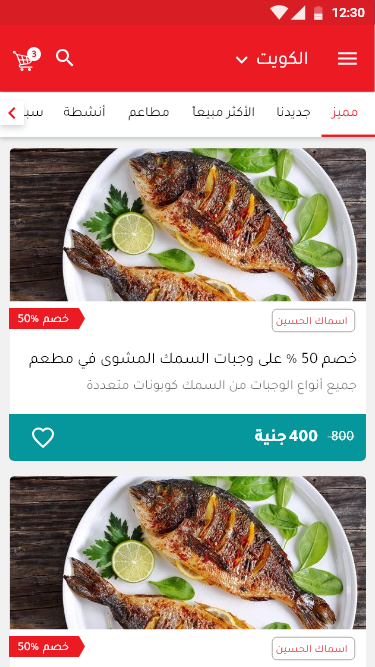 12:30
الكويت
3
مميز جديدنا الأكثر مبيعاً مطاعم أنشطة سبا
اسماك الحسين
خصم 50%
خصم 50 % على وجبات السمك المشوى في مطعم
جميع أنواع الوجبات من السمك كوبونات متعددة
800 400 جنية
اسماك الحسين
خصم 50%